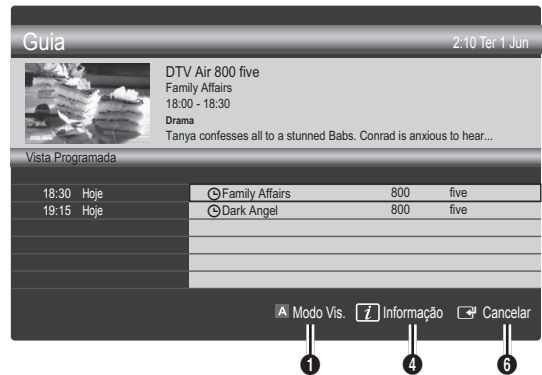 Guia 2:10 Ter 1 Jun
DTV Air 800 five
Family Affairs
18:00 - 18:30
Drama
Tanya confesses all to a stunned Babs. Conrad is anxious to hear...
Vista Programada
18:30 Hoje Family Affairs 800 five
19:15 Hoje Dark Angel 800 five
A Modo Vis. i Informação Cancelar
1 4 6